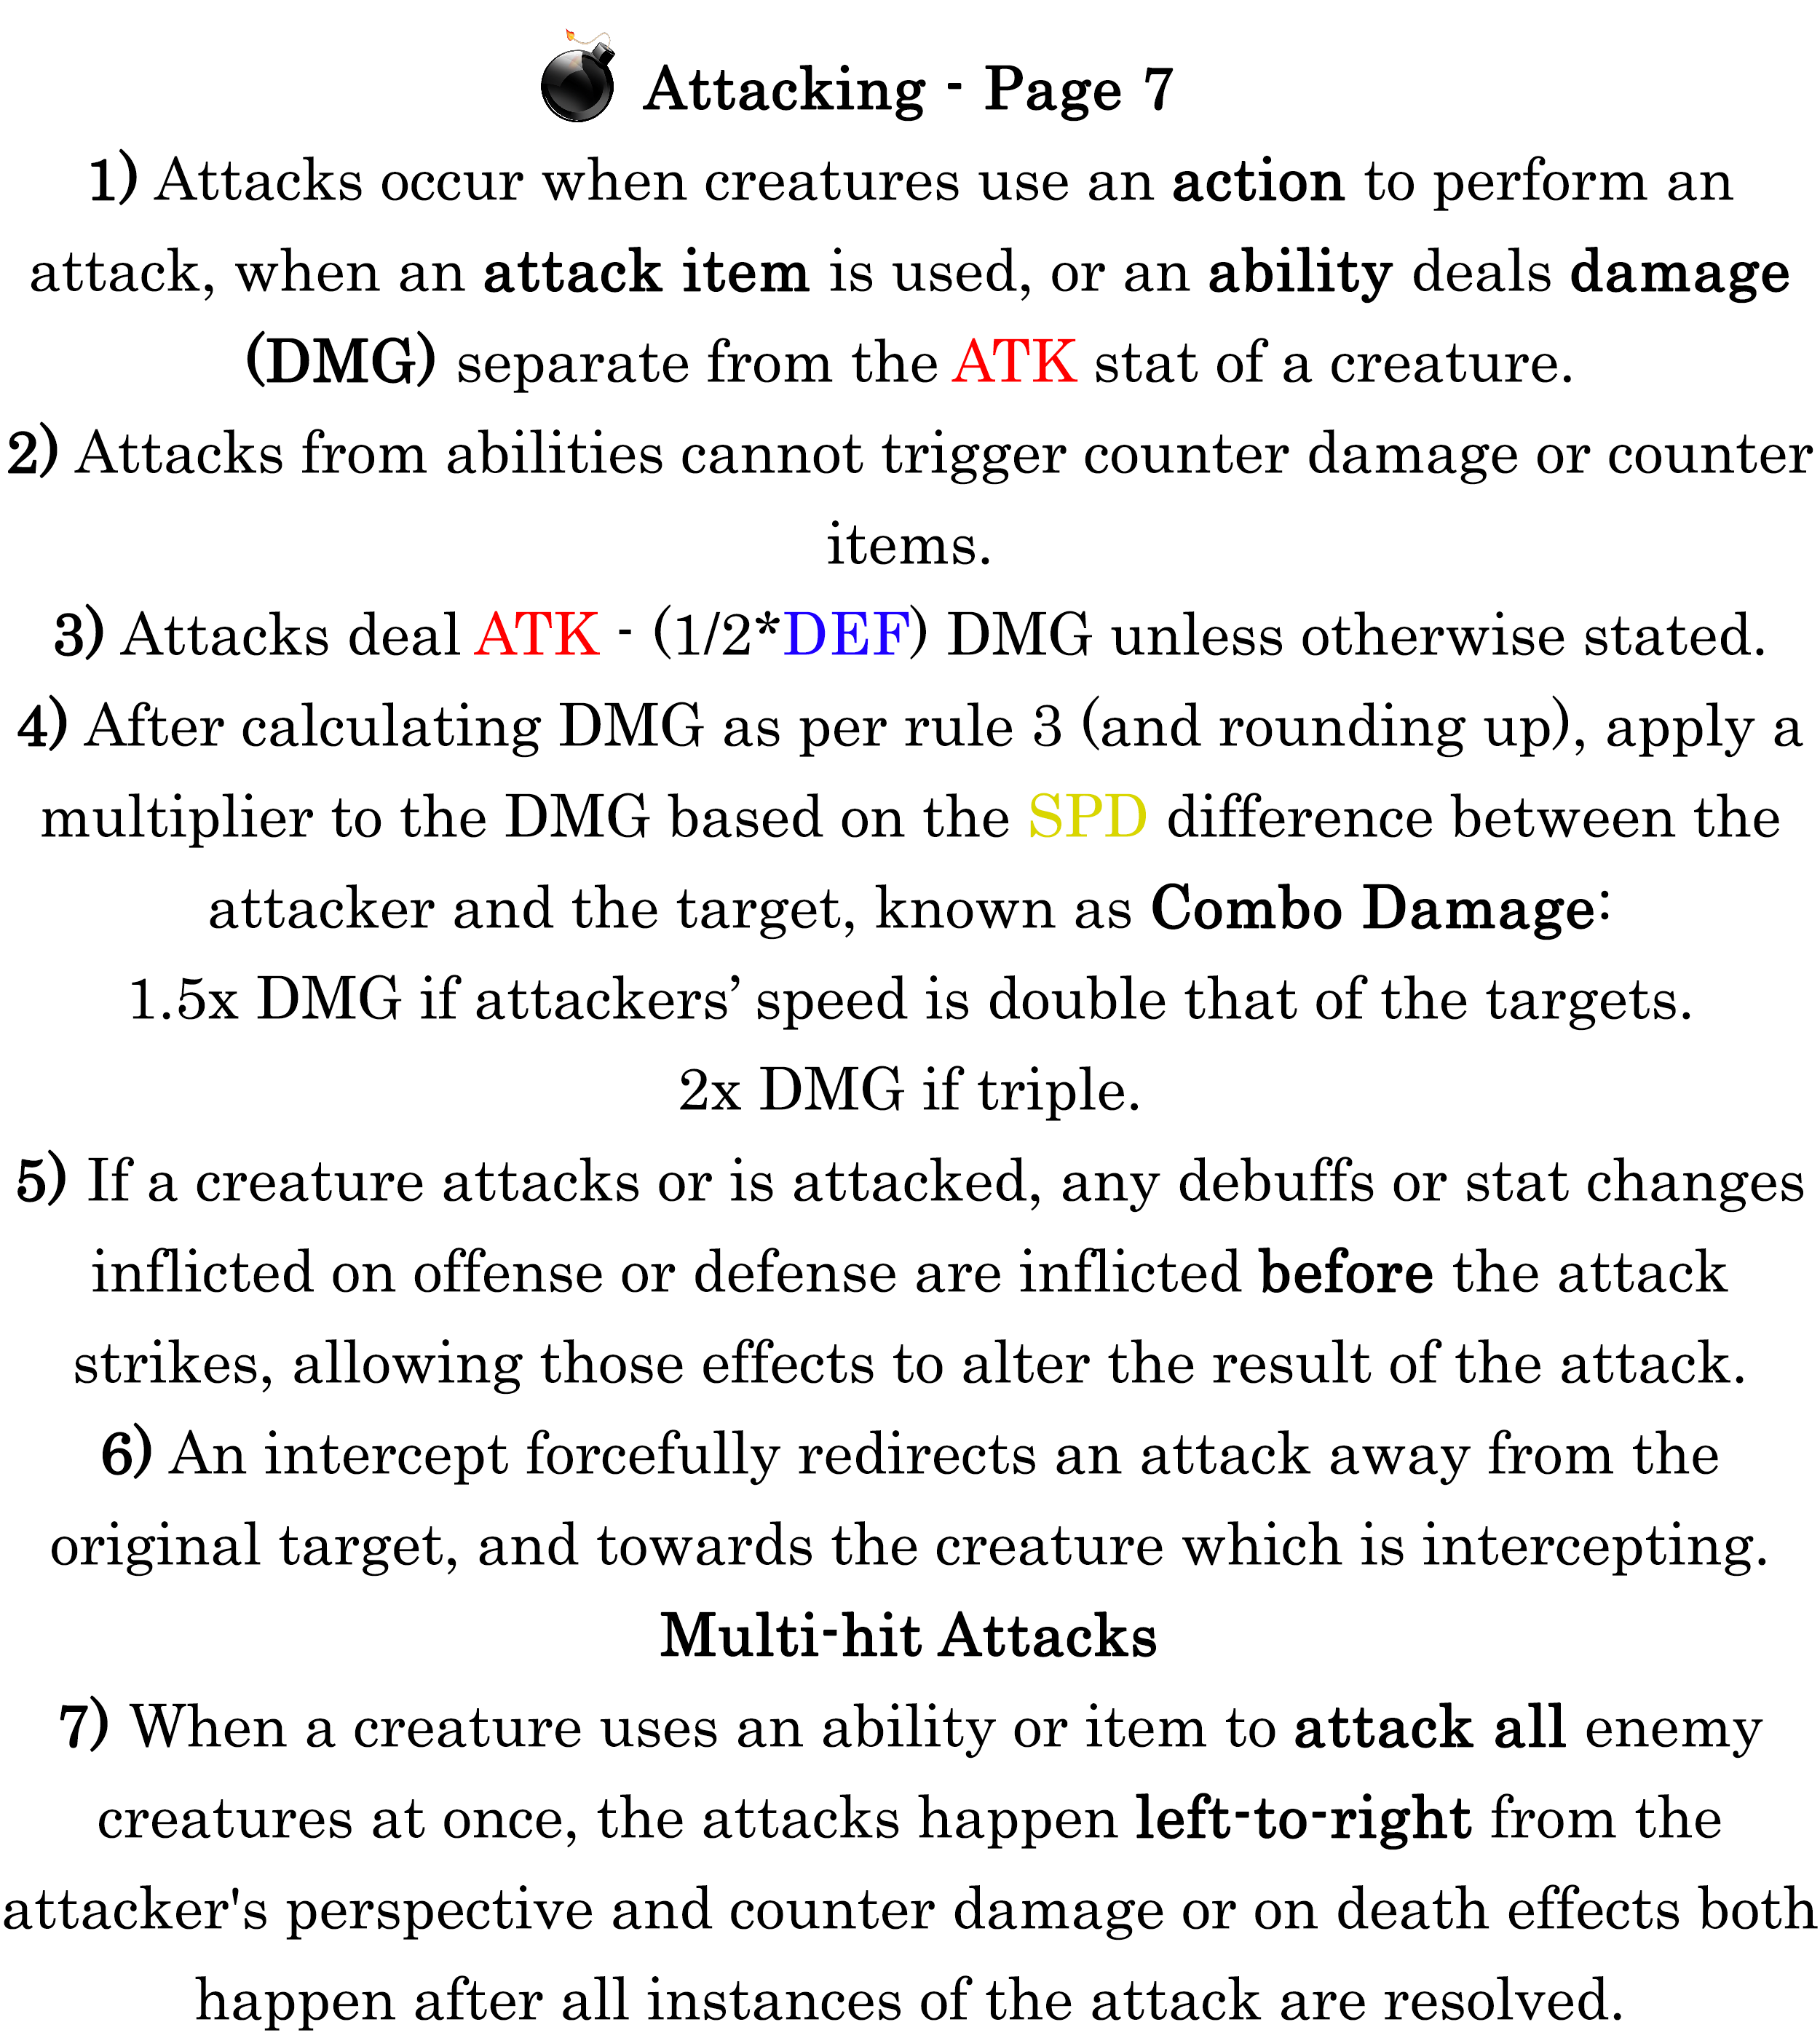 Attacking - Page 7
1) Attacks occur when creatures use an action to perform an
attack, when an attack item is used, or an ability deals damage
(DMG) separate from the ATK stat of a creature.
2) Attacks from abilities cannot trigger counter damage or counter
items.
3) Attacks deal ATK - (1/2*DEF) DMG unless otherwise stated.
4) After calculating DMG as per rule 3 (and rounding up), apply a
multiplier to the DMG based on the SPD difference between the
attacker and the target, known as Combo Damage:
1.5x DMG if attackers’ speed is double that of the targets.
2x DMG if triple.
5) If a creature attacks or is attacked, any debuffs or stat changes
inflicted on offense or defense are inflicted before the attack
strikes, allowing those effects to alter the result of the attack.
6) An intercept forcefully redirects an attack away from the
original target, and towards the creature which is intercepting.
Multi-hit Attacks
7) When a creature uses an ability or item to attack all enemy
creatures at once, the attacks happen left-to-right from the
attacker's perspective and counter damage or on death effects both
happen after all instances of the attack are resolved.